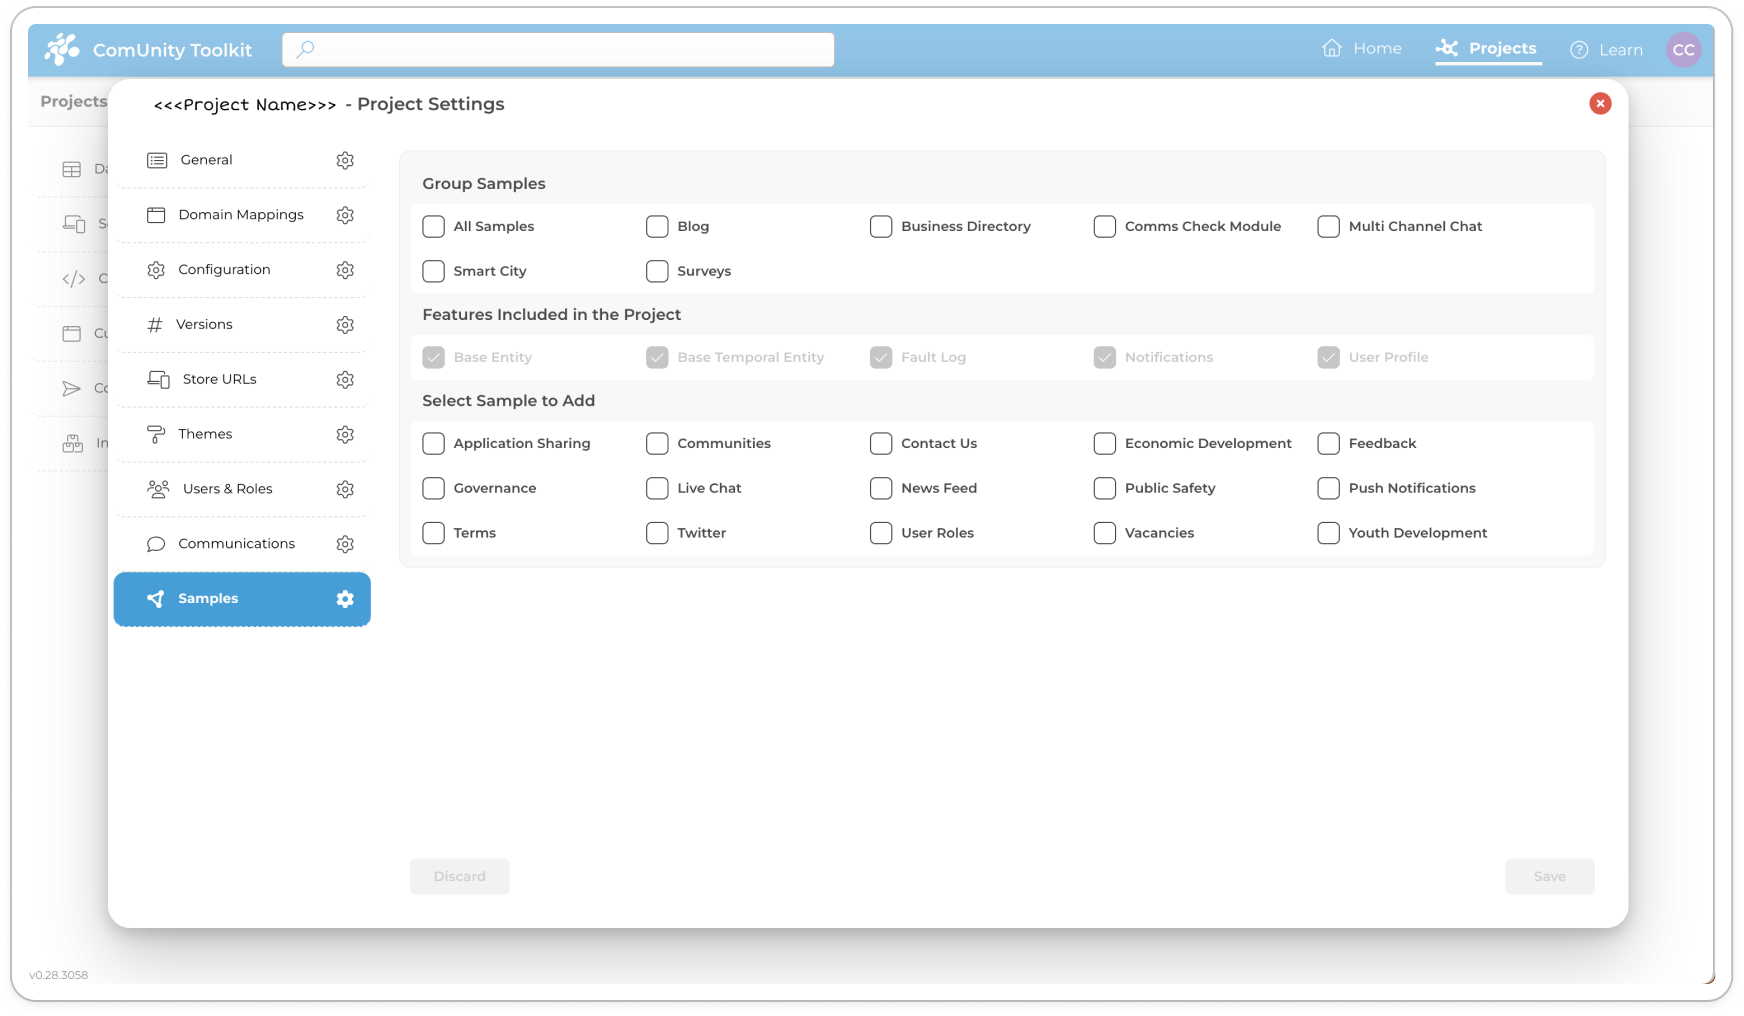 ComUnity Toolkit
Home
Projects
Learn
CC
Projects
<<<Project Name>>> - Project Settings
General
Domain Mappings
Configuration
Versions
Store URLs
Themes
Users & Roles
Communications
Samples
Group Samples
All Samples Blog Business Directory Comms Check Module Multi Channel Chat
Smart City Surveys
Features Included in the Project
Base Entity Base Temporal Entity Fault Log Notifications User Profile
Select Sample to Add
Application Sharing Communities Contact Us Economic Development Feedback
Governance Live Chat News Feed Public Safety Push Notifications
Terms Twitter User Roles Vacancies Youth Development
Discard
Save
v0.28.3058